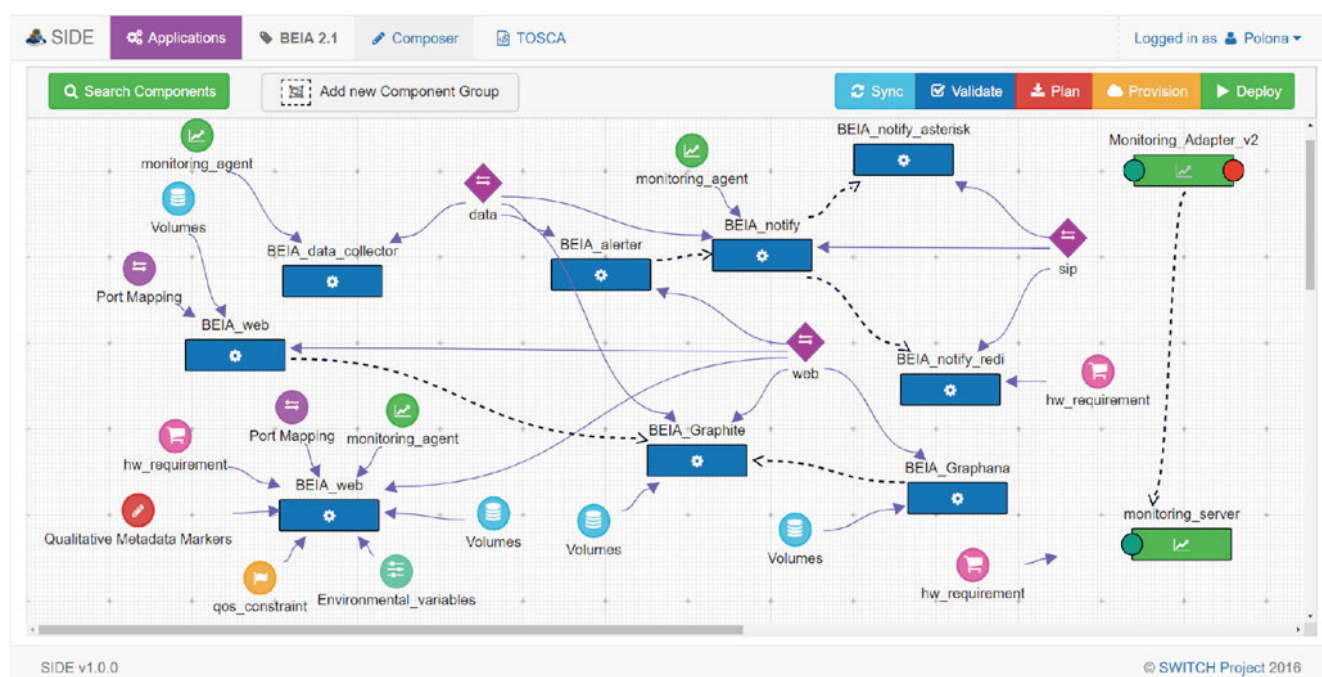 SIDE Applications BEIA 2.1 Composer TOSCA Logged in as Polona
Search Components Add new Component Group Sync Validate Plan Provision Deploy
BEIA_notify_asterisk
Monitoring_Adapter_v2
monitoring_agent
monitoring_agent
Volumes
data
BEIA_notify
BEIA_data_collector
BEIA_alerter
sip
Port Mapping
BEIA_web
web
BEIA_notify_redi
hw_requirement
Port Mapping
monitoring_agent
BEIA_Graphite
hw_requirement
BEIA_Graphana
BEIA_web
monitoring_server
Qualitative Metadata Markers
Volumes
Volumes
Volumes
qos_constraint
Environmental_variables
hw_requirement
SIDE v1.0.0 © SWITCH Project 2016